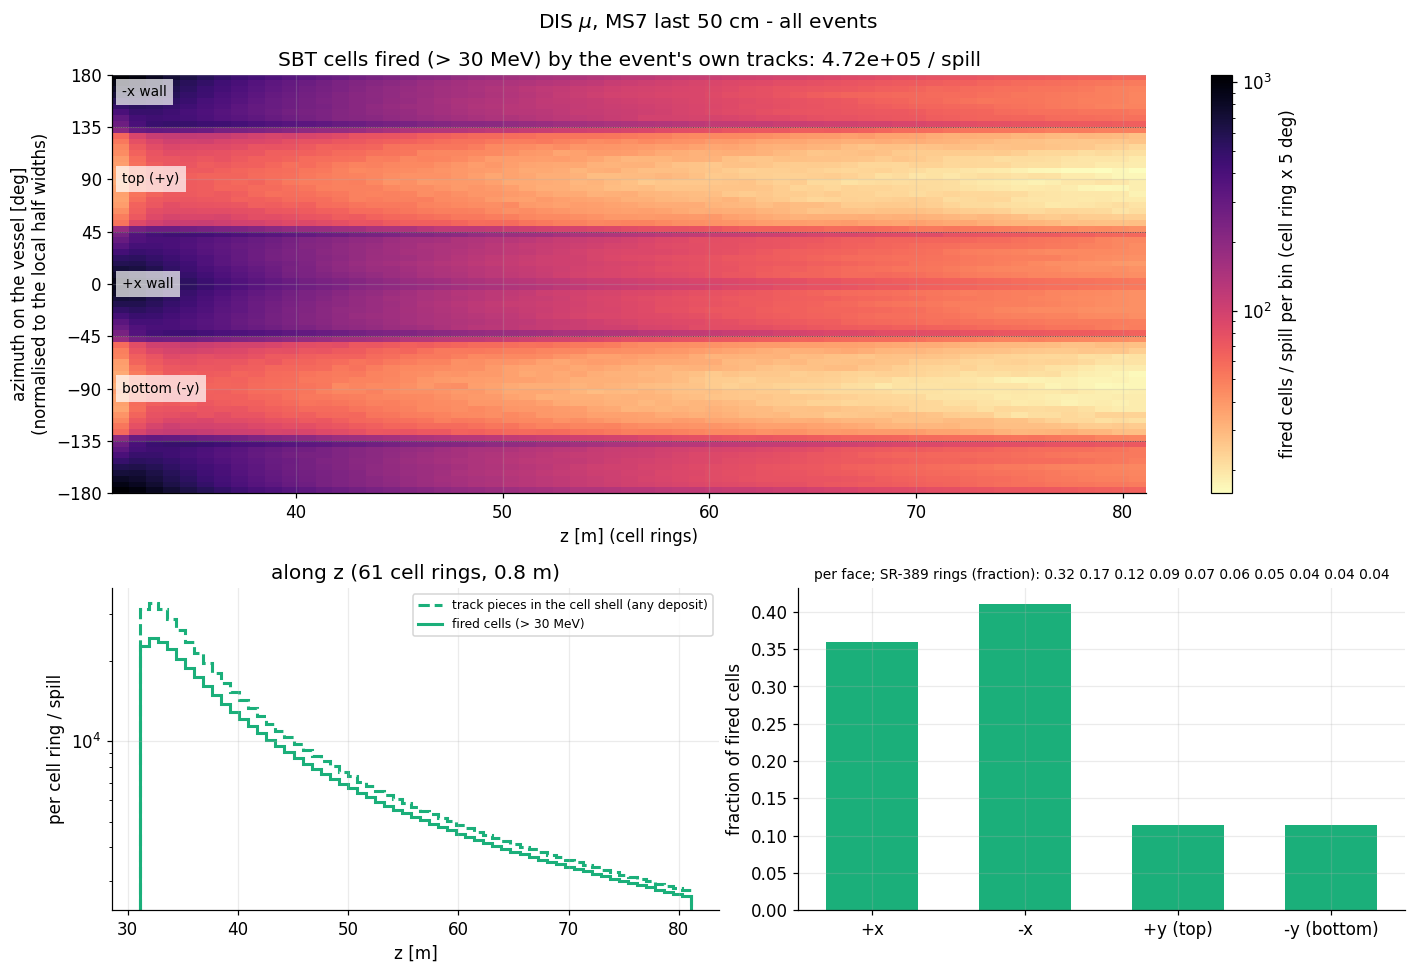 DIS μ, MS7 last 50 cm - all events
SBT cells fired (> 30 MeV) by the event's own tracks: 4.72e+05 / spill
azimuth on the vessel [deg]
(normalised to the local half widths)
180
135
90
45
0
−45
−90
−135
−180
-x wall
top (+y)
+x wall
bottom (-y)
40
50
60
70
80
z [m] (cell rings)
10³
10²
fired cells / spill per bin (cell ring x 5 deg)
along z (61 cell rings, 0.8 m)
track pieces in the cell shell (any deposit)
fired cells (> 30 MeV)
per cell ring / spill
10⁴
30
40
50
60
70
80
z [m]
per face; SR-389 rings (fraction): 0.32 0.17 0.12 0.09 0.07 0.06 0.05 0.04 0.04 0.04
fraction of fired cells
0.40
0.35
0.30
0.25
0.20
0.15
0.10
0.05
0.00
+x
-x
+y (top)
-y (bottom)